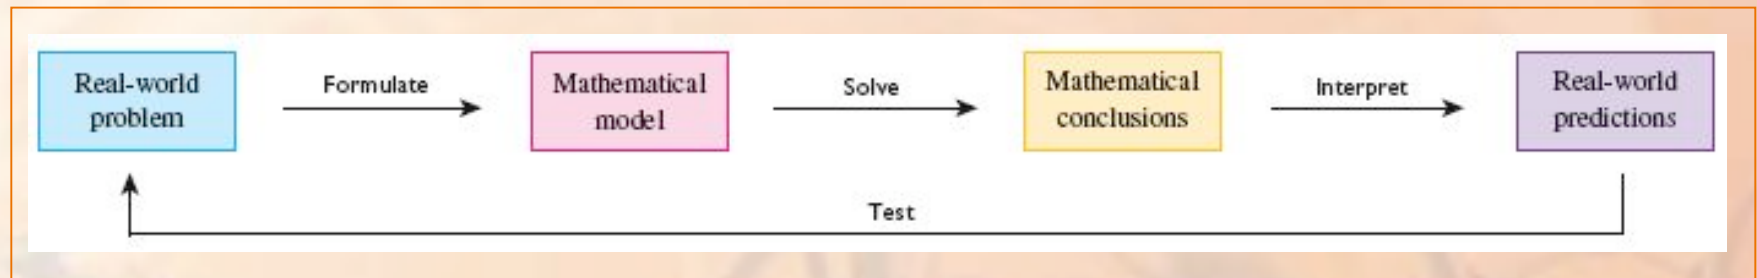 Real-world
problem
Formulate
Mathematical
model
Solve
Mathematical
conclusions
Interpret
Real-world
predictions
Test